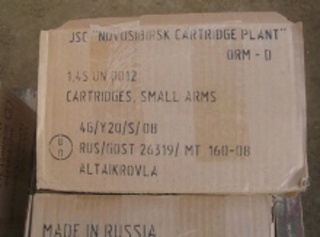 JSC "NOVOSIBIRSK CARTRIDGE PLANT"
ORM - D
1,4S UN 0012
CARTRIDGES, SMALL ARMS
4G/Y20/S/08
RUS/GOST 26319/ MT 160-08
ALTAIKROVLA
MADE IN RUSSIA